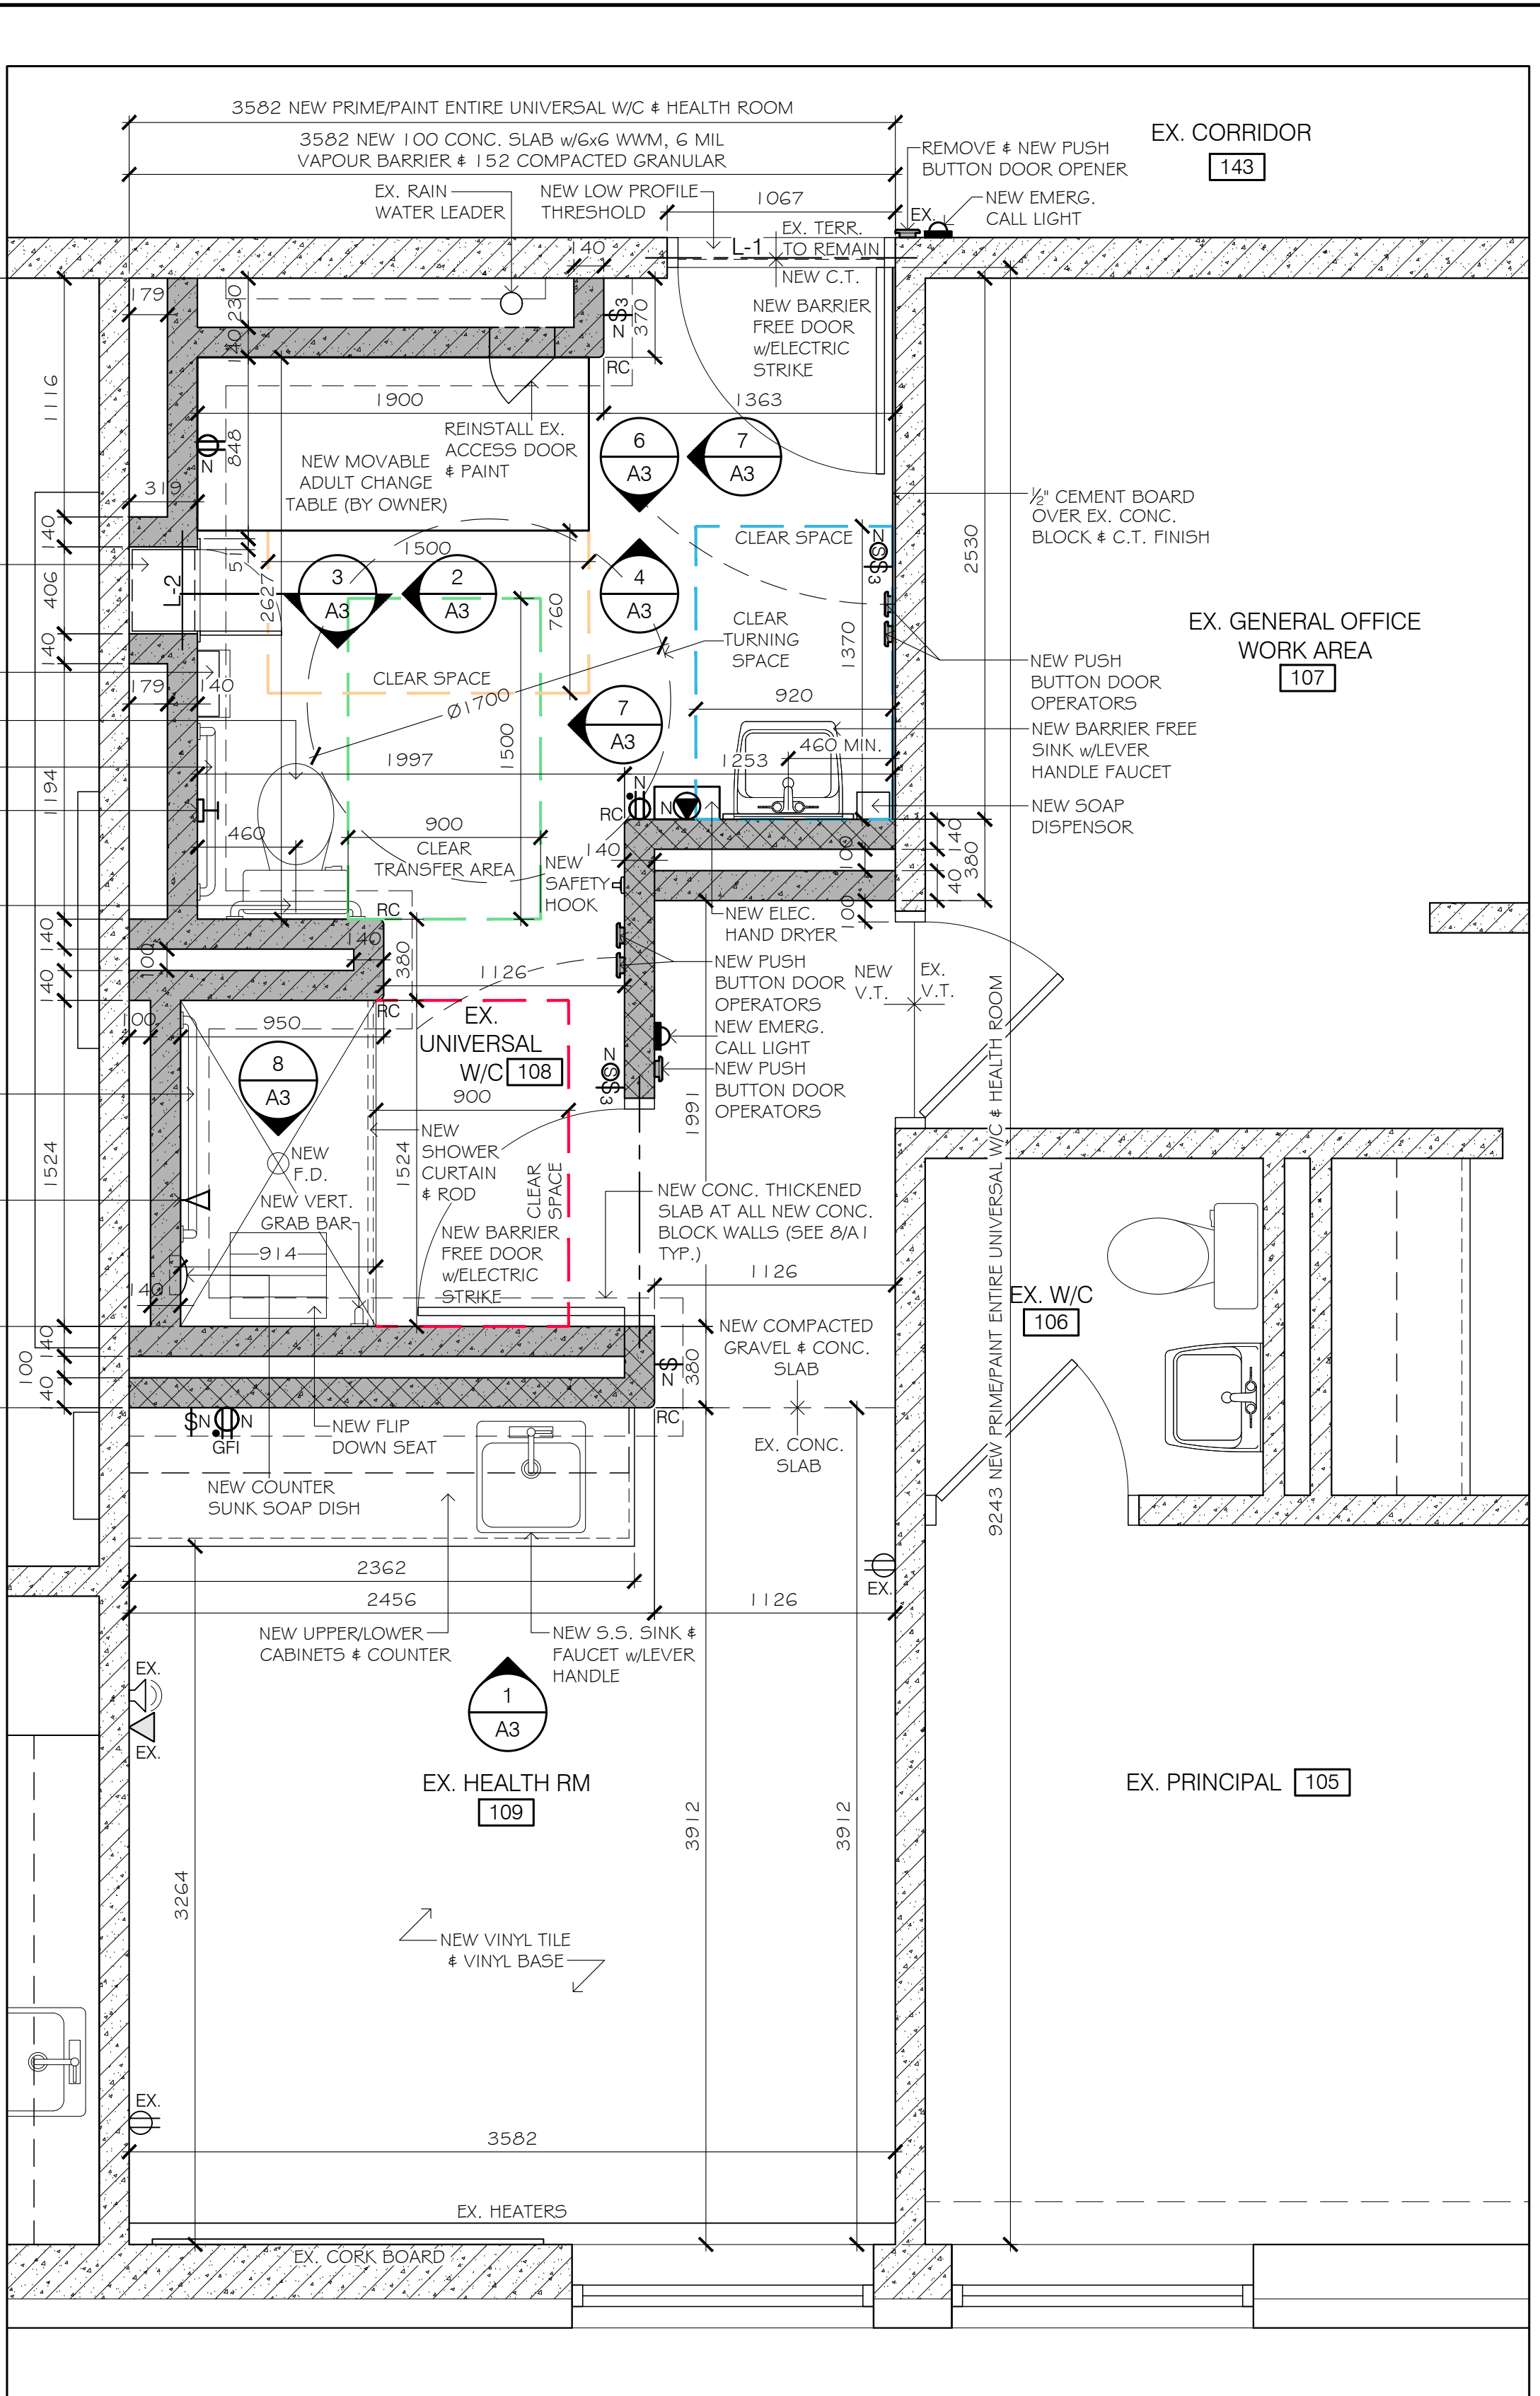 3582 NEW PRIME/PAINT ENTIRE UNIVERSAL W/C & HEALTH ROOM
3582 NEW 100 CONC. SLAB w/6x6 WWM, 6 MIL
VAPOUR BARRIER & 152 COMPACTED GRANULAR
EX. CORRIDOR
143
REMOVE & NEW PUSH
BUTTON DOOR OPENER
EX. RAIN
WATER LEADER
NEW LOW PROFILE
THRESHOLD
1067
NEW EMERG.
CALL LIGHT
EX.
EX. TERR.
TO REMAIN
L-1
NEW C.T.
140
179
230
140
S3
N
370
RC
NEW BARRIER
FREE DOOR
w/ELECTRIC
STRIKE
1116
1900
1363
848
N
REINSTALL EX.
ACCESS DOOR
& PAINT
NEW MOVABLE
ADULT CHANGE
TABLE (BY OWNER)
6
A3
7
A3
319
1/2" CEMENT BOARD
OVER EX. CONC.
BLOCK & C.T. FINISH
2530
140
406
140
L-2
51
2627
1500
3
A3
2
A3
4
A3
760
CLEAR SPACE
N
S
S3
CLEAR
TURNING
SPACE
1370
EX. GENERAL OFFICE
WORK AREA
107
NEW PUSH
BUTTON DOOR
OPERATORS
179
140
CLEAR SPACE
Ø1700
920
7
A3
1500
NEW BARRIER FREE
SINK w/LEVER
HANDLE FAUCET
460 MIN.
1997
1253
1194
N
RC
N
NEW SOAP
DISPENSOR
460
900
CLEAR
TRANSFER AREA
NEW
SAFETY
HOOK
140
100
140
380
140
100
RC
NEW ELEC.
HAND DRYER
140
100
140
140
380
1126
NEW PUSH
BUTTON DOOR
OPERATORS
NEW
V.T.
EX.
V.T.
RC
100
950
EX.
UNIVERSAL
W/C
108
NEW EMERG.
CALL LIGHT
NEW PUSH
BUTTON DOOR
OPERATORS
8
A3
N
S
S3
900
1991
9243 NEW PRIME/PAINT ENTIRE UNIVERSAL W/C & HEALTH ROOM
1524
NEW
F.D.
NEW
SHOWER
CURTAIN
& ROD
1524
CLEAR
SPACE
NEW VERT.
GRAB BAR
914
NEW BARRIER
FREE DOOR
w/ELECTRIC
STRIKE
NEW CONC. THICKENED
SLAB AT ALL NEW CONC.
BLOCK WALLS (SEE 8/A1
TYP.)
1126
140
EX. W/C
106
140
100
140
NEW COMPACTED
GRAVEL & CONC.
SLAB
S
N
380
RC
SN
N
GFI
NEW FLIP
DOWN SEAT
EX. CONC.
SLAB
NEW COUNTER
SUNK SOAP DISH
2362
2456
1126
EX.
NEW UPPER/LOWER
CABINETS & COUNTER
NEW S.S. SINK &
FAUCET w/LEVER
HANDLE
EX.
EX.
1
A3
EX. HEALTH RM
109
EX. PRINCIPAL
105
3264
3912
3912
NEW VINYL TILE
& VINYL BASE
EX.
3582
EX. HEATERS
EX. CORK BOARD